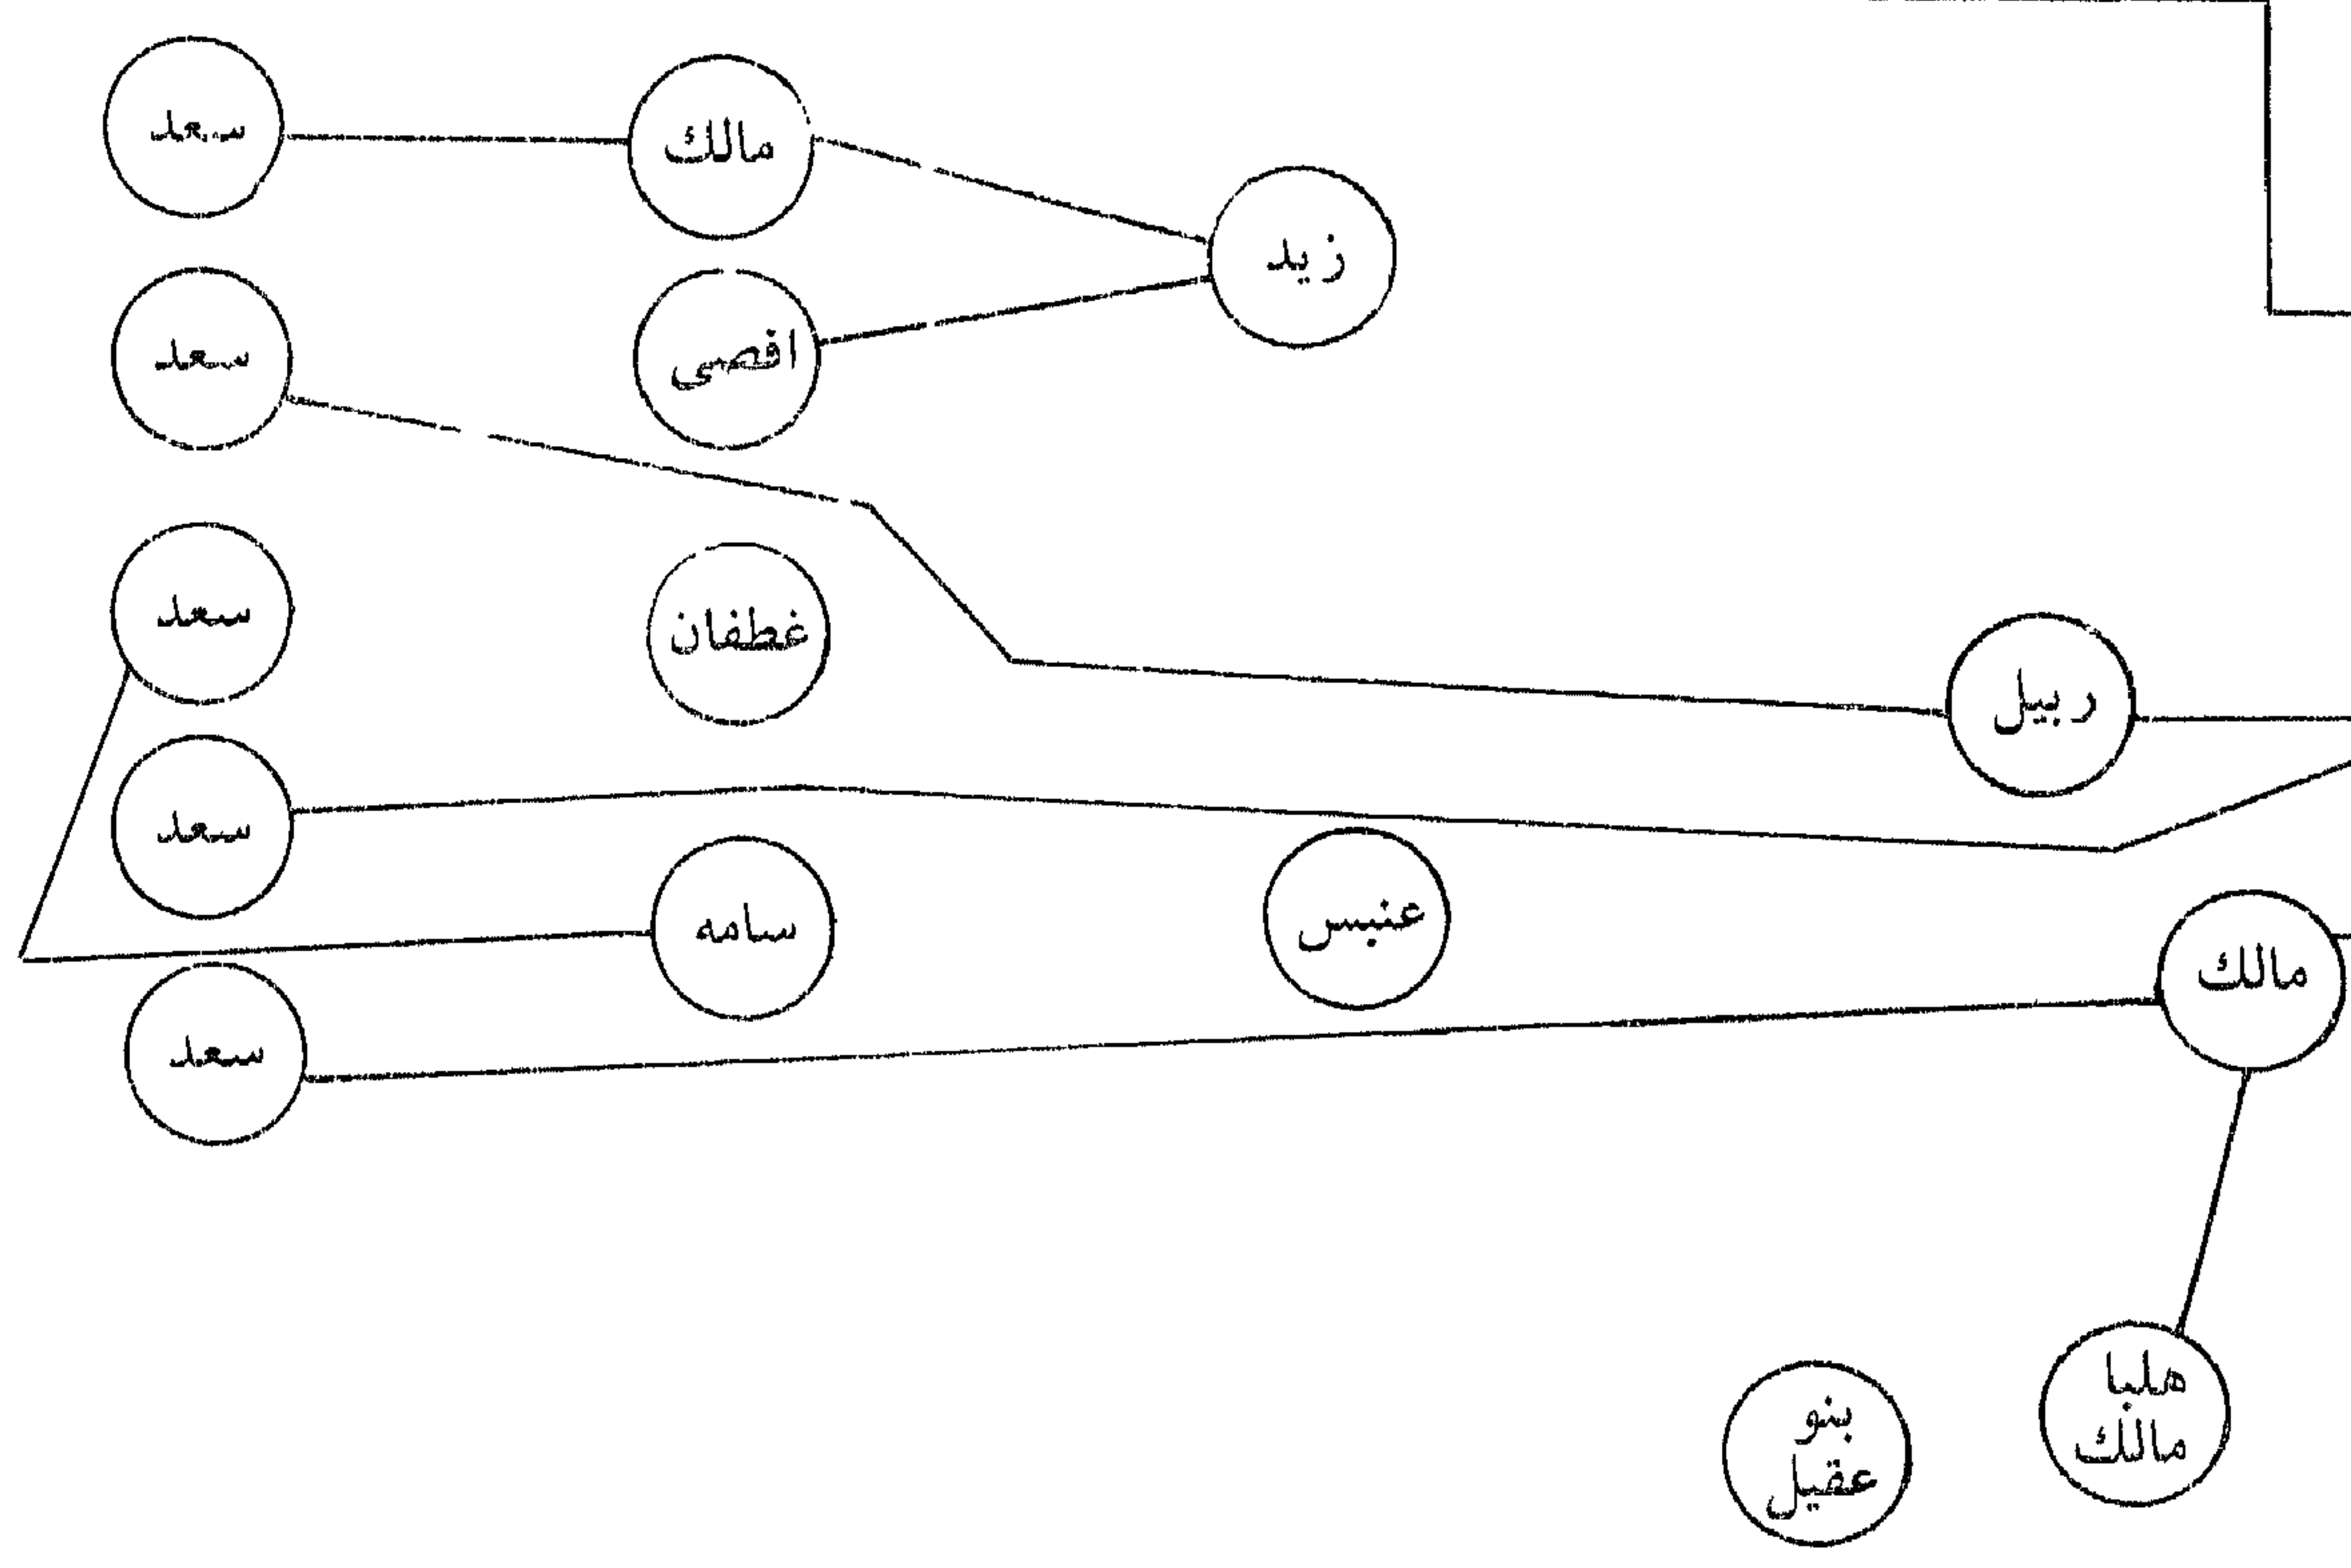 سعد
مالك
زيد
سعد
افصى
سعد
غطفان
ربيل
سعد
سامه
عنبس
مالك
سعد
هلبا
مالك
بنو
عقيل